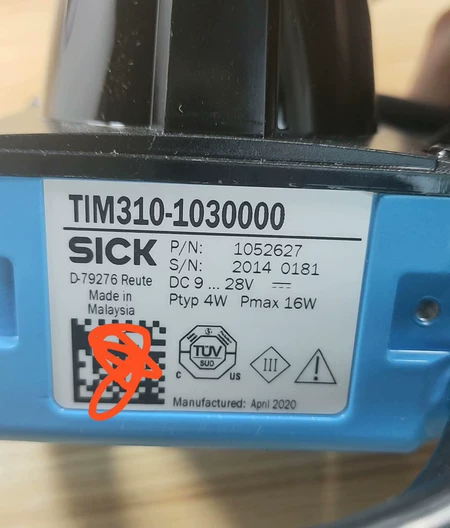 TIM310-1030000
SICK
P/N: 1052627
S/N: 2014 0181
D-79276 Reute
DC 9 ... 28V
Made in
Malaysia
Ptyp 4W Pmax 16W
TÜV
SUD
C US
III
Manufactured: April 2020